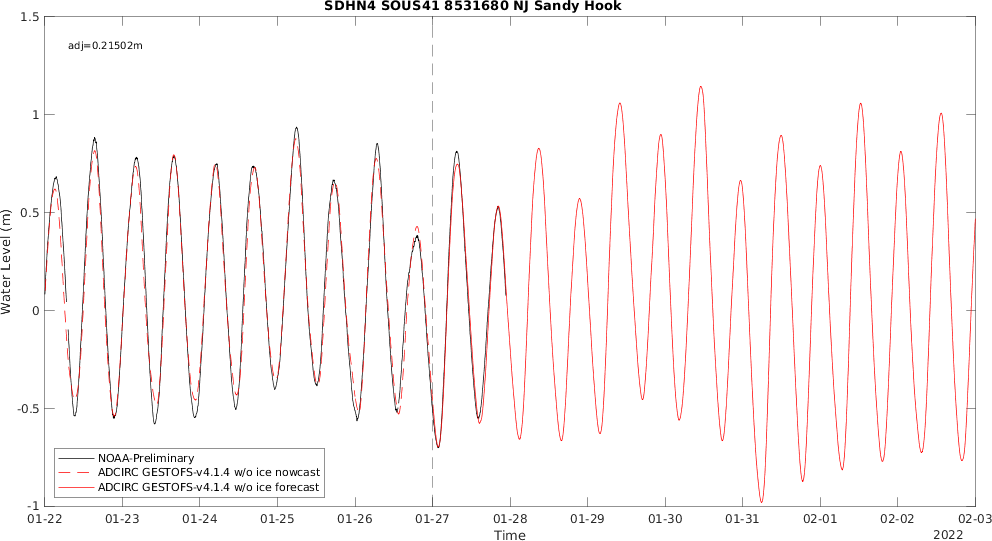 SDHN4 SOUS41 8531680 NJ Sandy Hook
adj=0.21502m
1.5
1
0.5
0
-0.5
-1
Water Level (m)
NOAA-Preliminary
ADCIRC GESTOFS-v4.1.4 w/o ice nowcast
ADCIRC GESTOFS-v4.1.4 w/o ice forecast
01-22 01-23 01-24 01-25 01-26 01-27 01-28 01-29 01-30 01-31 02-01 02-02 02-03
Time
2022